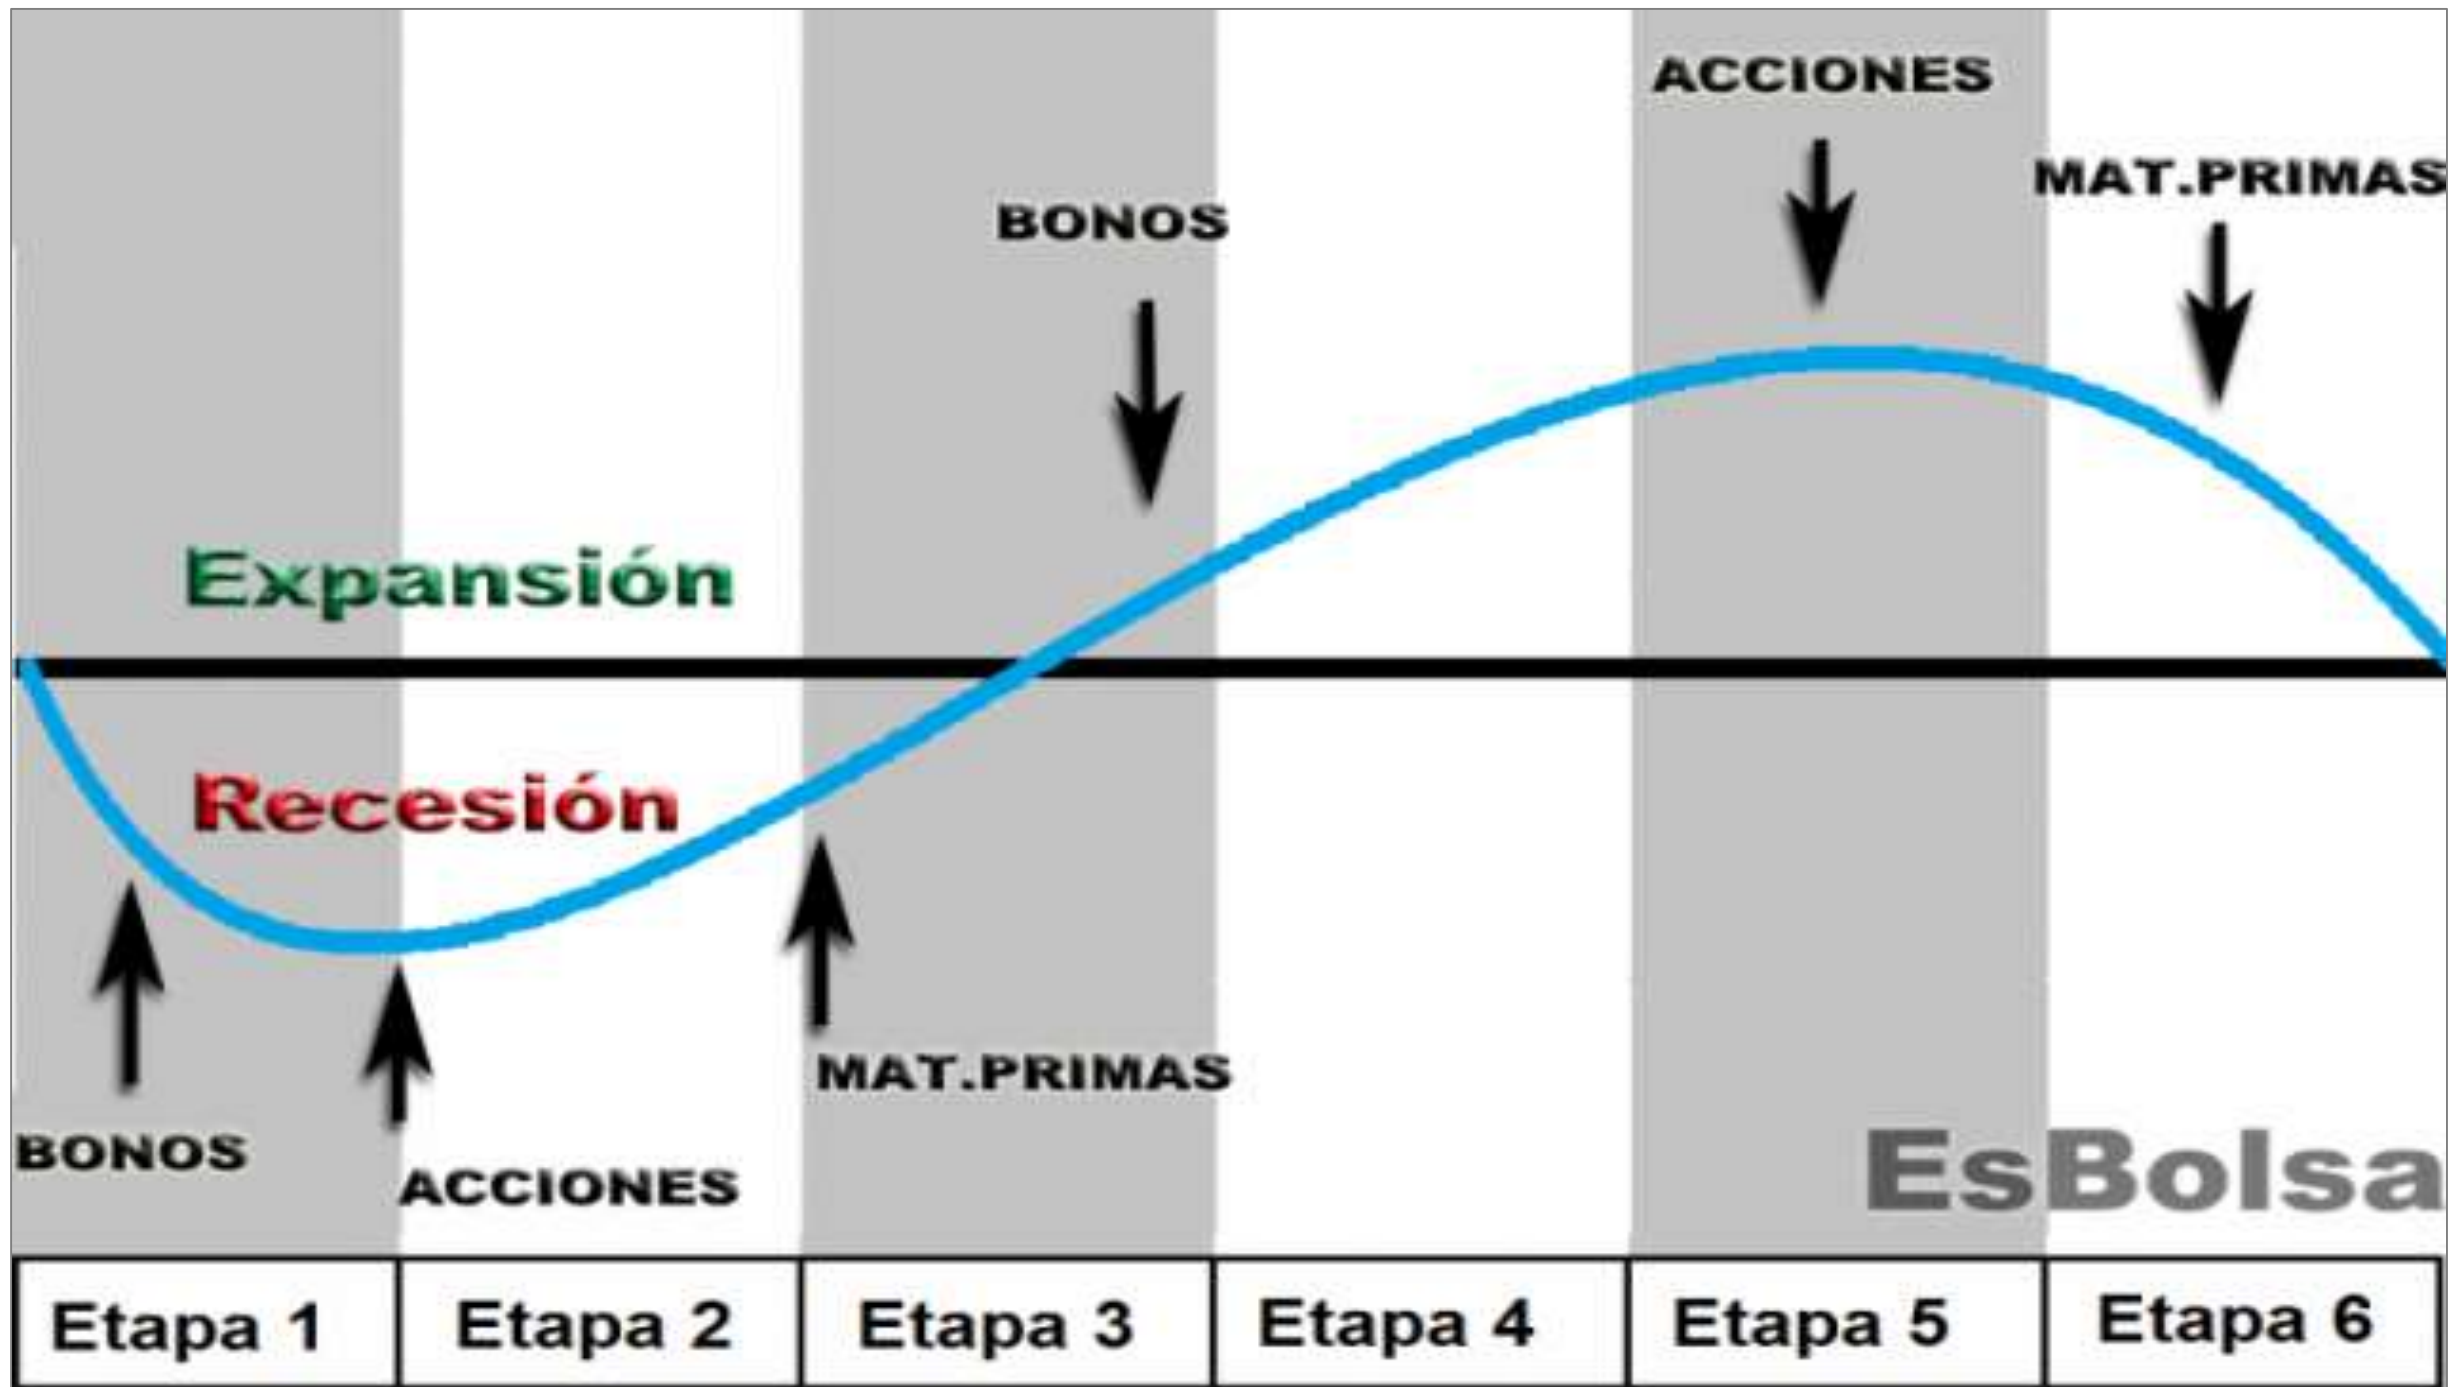 ACCIONES
MAT.PRIMAS
BONOS
Expansión
Recesión
MAT.PRIMAS
BONOS
ACCIONES
EsBolsa
Etapa 1
Etapa 2
Etapa 3
Etapa 4
Etapa 5
Etapa 6